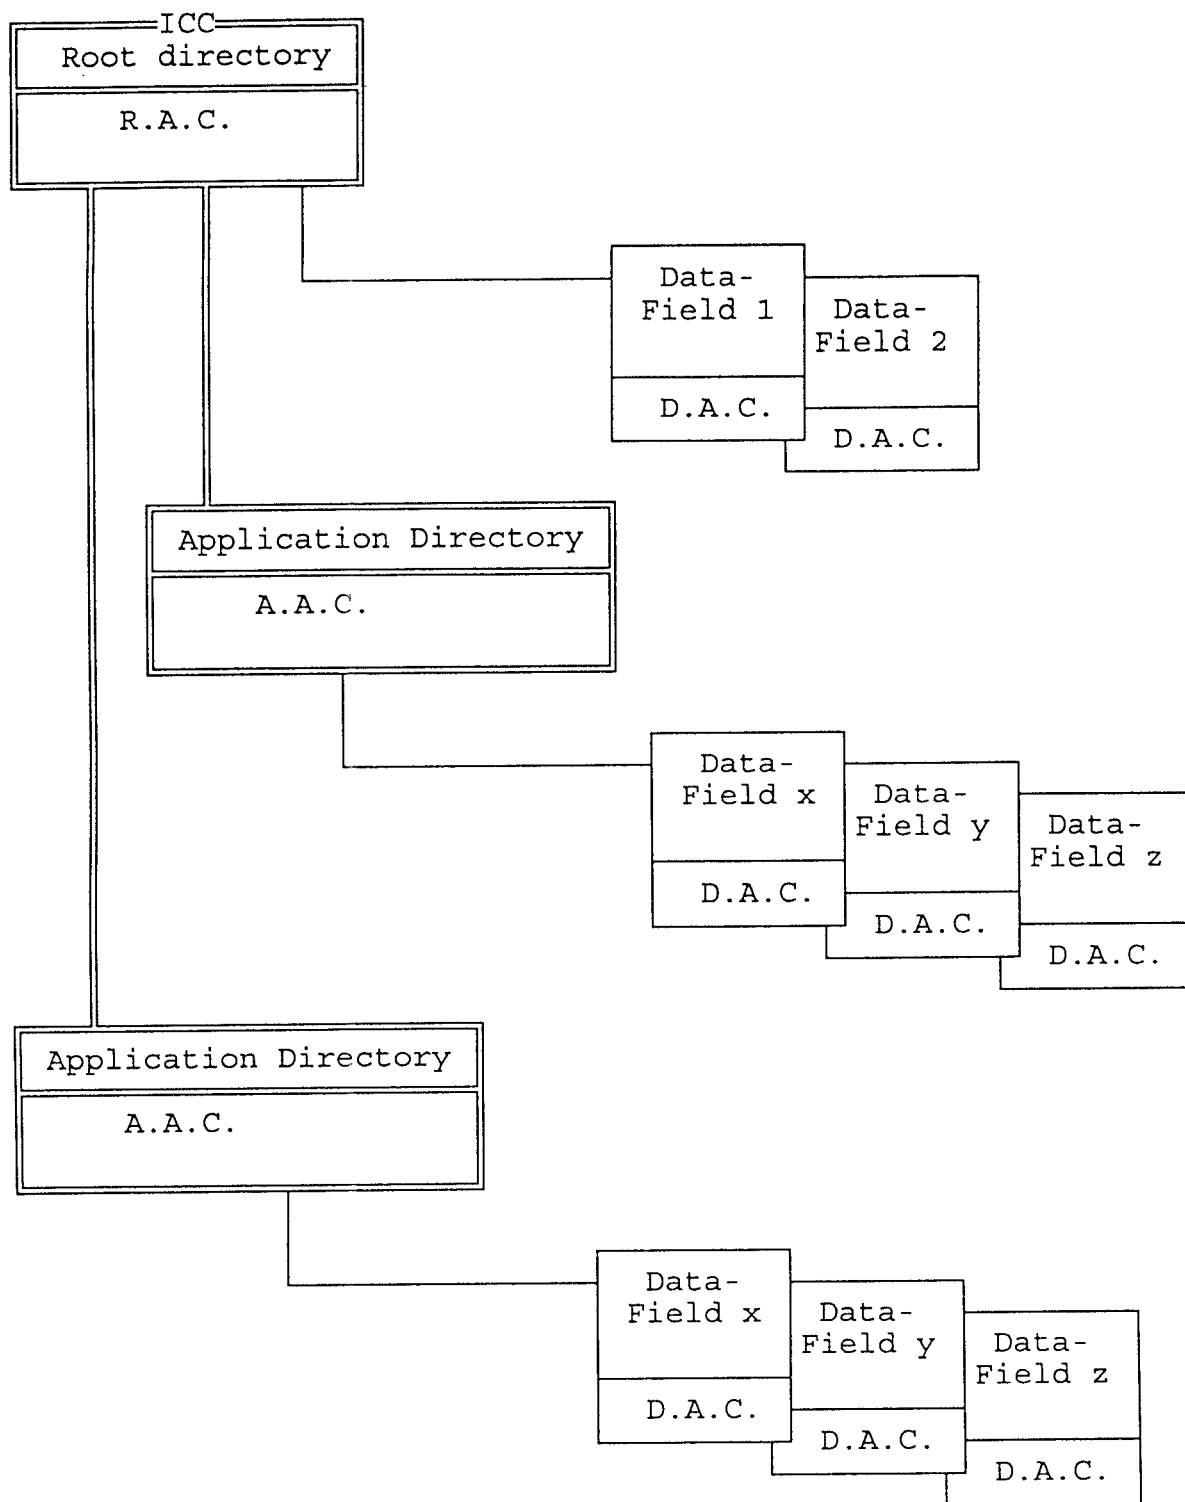 ICC
Root directory
R.A.C.
Data-
Field 1
D.A.C.
Data-
Field 2
D.A.C.
Application Directory
A.A.C.
Data-
Field x
D.A.C.
Data-
Field y
D.A.C.
Data-
Field z
D.A.C.
Application Directory
A.A.C.
Data-
Field x
D.A.C.
Data-
Field y
D.A.C.
Data-
Field z
D.A.C.